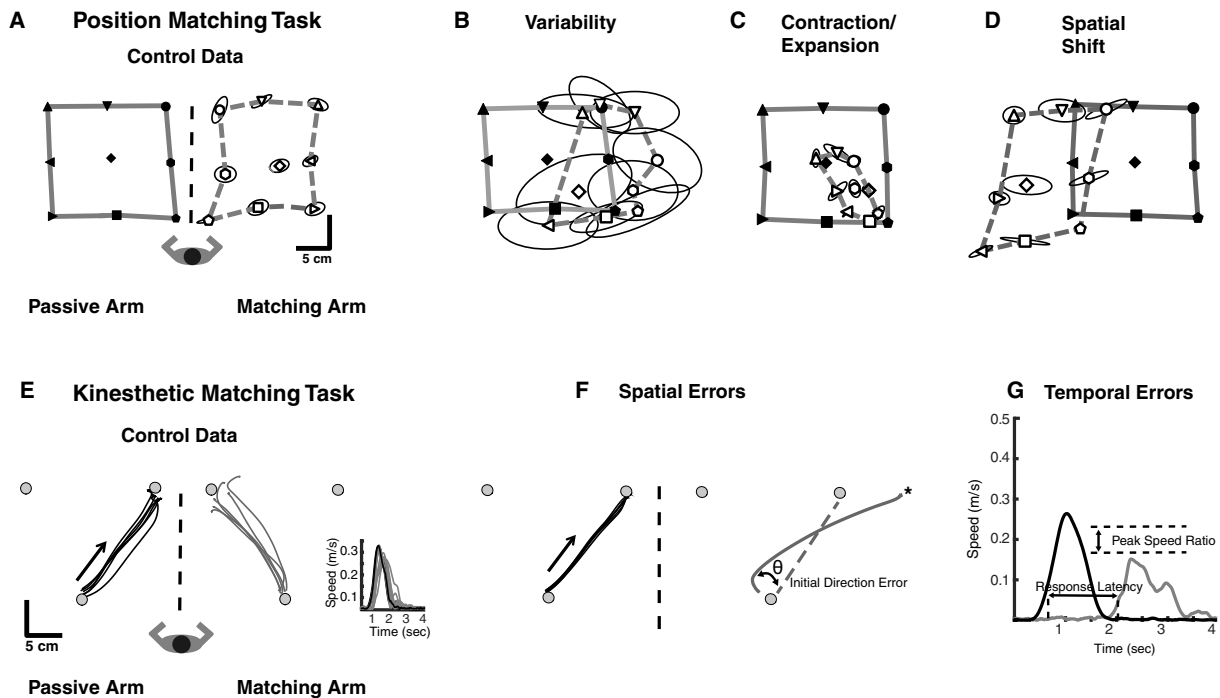 A Position Matching Task
Control Data
5 cm
Passive Arm
Matching Arm
B Variability
C Contraction/
Expansion
D Spatial
Shift
E Kinesthetic Matching Task
Control Data
5 cm
Speed (m/s)
0.3
0.2
0.1
1 2 3 4
Time (sec)
Passive Arm
Matching Arm
F Spatial Errors
*
θ
Initial Direction Error
G Temporal Errors
Speed (m/s)
0.5
0.4
0.3
0.2
0.1
Peak Speed Ratio
Response Latency
1 2 3 4
Time (sec)